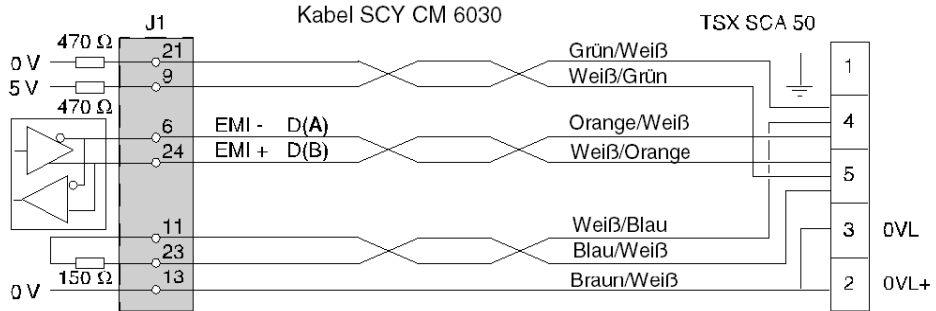 Kabel SCY CM 6030
J1
TSX SCA 50
470 Ω
0 V
21
Grün/Weiß
1
5 V
9
Weiß/Grün
470 Ω
6
EMI - D(A)
Orange/Weiß
4
24
EMI + D(B)
Weiß/Orange
5
11
Weiß/Blau
3
0VL
23
Blau/Weiß
150 Ω
13
Braun/Weiß
0 V
2
0VL+